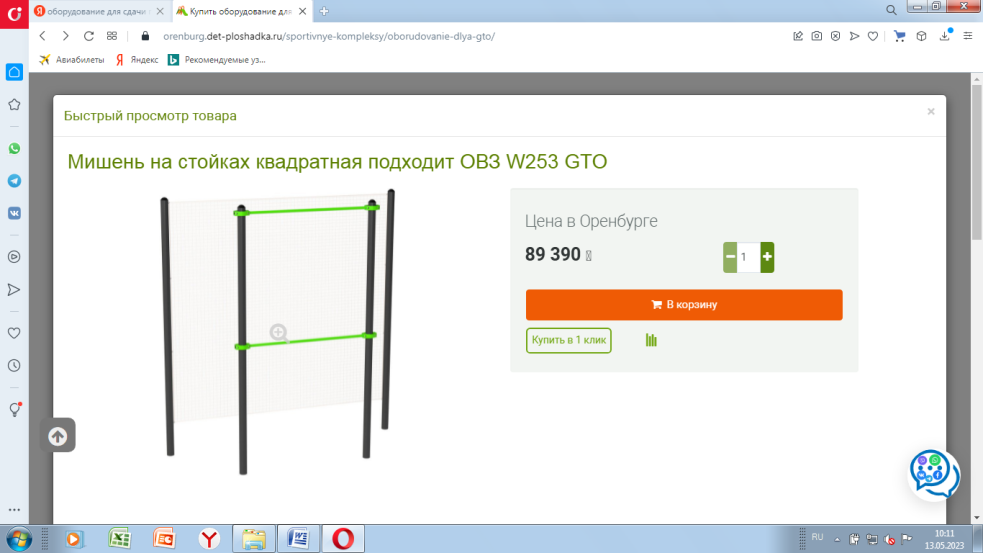 оборудование для сдачи
Купить оборудование для
orenburg.det-ploshadka.ru/sportivnye-kompleksy/oborudovanie-dlya-gto/
Авиабилеты
Яндекс
Рекомендуемые уз...
Быстрый просмотр товара
Мишень на стойках квадратная подходит ОВЗ W253 GTO
Цена в Оренбурге
89 390
1
В корзину
Купить в 1 клик
RU
10:11
13.05.2023